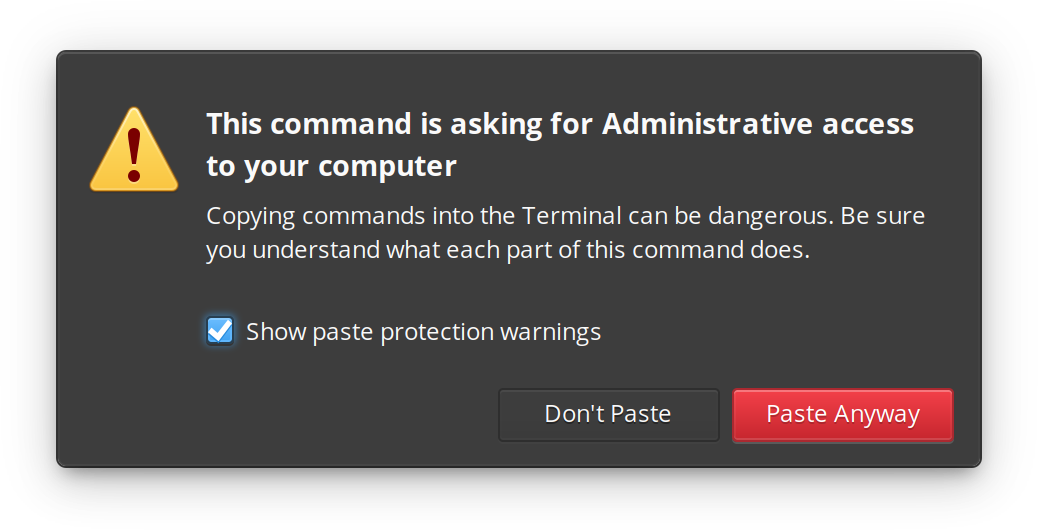 This command is asking for Administrative access
to your computer
Copying commands into the Terminal can be dangerous. Be sure
you understand what each part of this command does.
Show paste protection warnings
Don't Paste
Paste Anyway